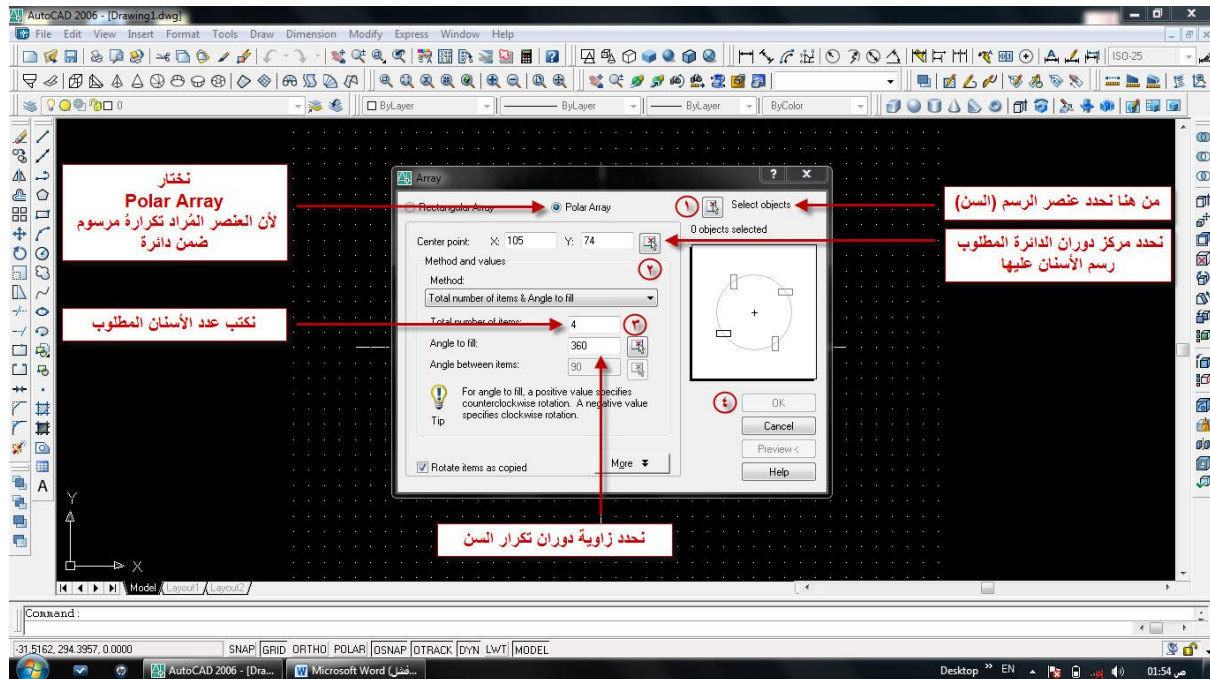 AutoCAD 2006 - [Drawing1.dwg]
File Edit View Insert Format Tools Draw Dimension Modify Express Window Help
ISO-25
0 ByLayer ByLayer ByLayer ByColor
نختار
Polar Array
لأن العنصر المُراد تكرارهُ مرسوم
ضمن دائرة
نكتب عدد الأسنان المطلوب
Array
Rectangular Array Polar Array
١ Select objects
0 objects selected
Center point: X: 105 Y: 74
Method and values
٢
Method:
Total number of items & Angle to fill
Total number of items: 4 ٣
Angle to fill: 360
Angle between items: 90
For angle to fill, a positive value specifies
counterclockwise rotation. A negative value
specifies clockwise rotation.
Tip
Rotate items as copied
More
٤ OK
Cancel
Preview <
Help
من هنا نحدد عنصر الرسم (السن)
نحدد مركز دوران الدائرة المطلوب
رسم الأسنان عليها
نحدد زاوية دوران تكرار السن
A
Y
X
Model Layout1 Layout2
Command:
-31.5162, 294.3957, 0.0000 SNAP GRID ORTHO POLAR OSNAP OTRACK DYN LWT MODEL
AutoCAD 2006 - [Dra... Microsoft Word (فشل... Desktop » EN 01:54 ص